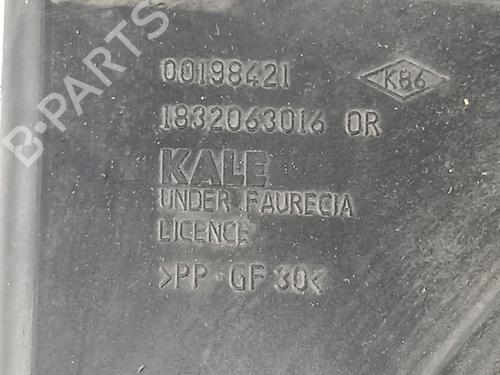 B-PARTS
00198421
K86
1832063016 OR
KALE
UNDER FAURECIA
LICENCE
>PP-GF 30<